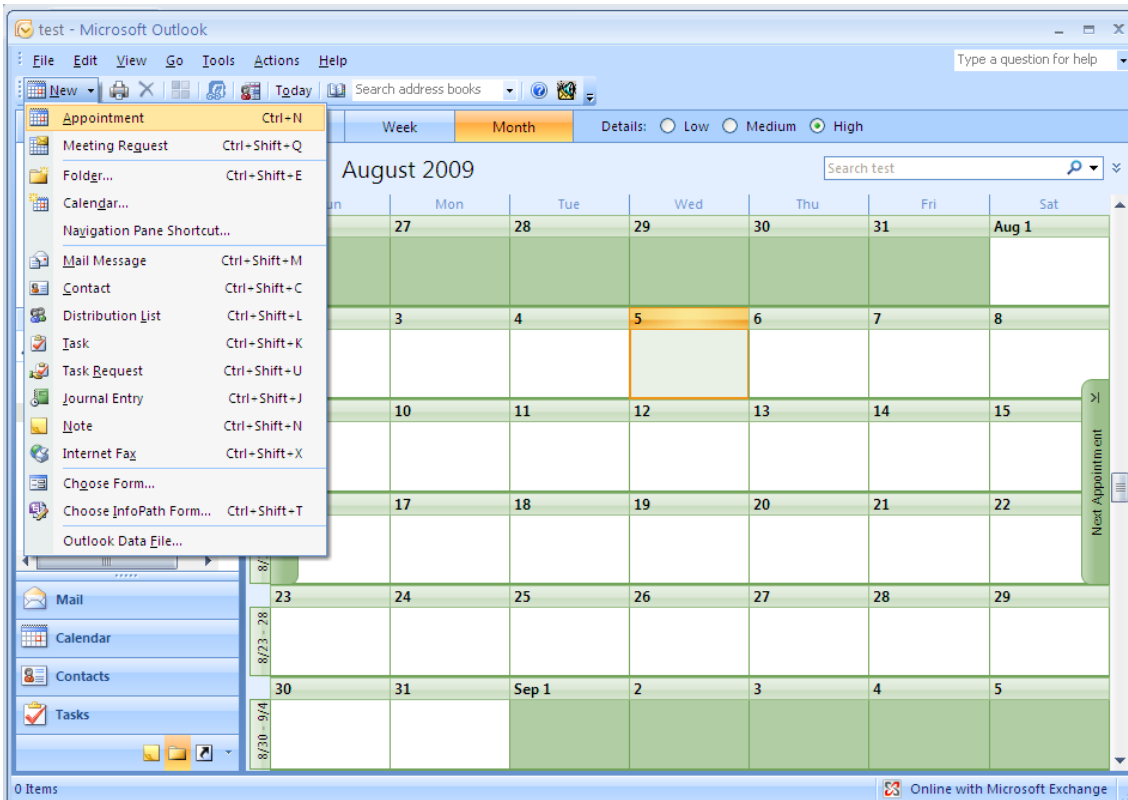 test - Microsoft Outlook
File Edit View Go Tools Actions Help
Type a question for help
New Today Search address books
Appointment Ctrl+N
Meeting Request Ctrl+Shift+Q
Folder... Ctrl+Shift+E
Calendar...
Navigation Pane Shortcut...
Mail Message Ctrl+Shift+M
Contact Ctrl+Shift+C
Distribution List Ctrl+Shift+L
Task Ctrl+Shift+K
Task Request Ctrl+Shift+U
Journal Entry Ctrl+Shift+J
Note Ctrl+Shift+N
Internet Fax Ctrl+Shift+X
Choose Form...
Choose InfoPath Form... Ctrl+Shift+T
Outlook Data File...
Week Month Details: Low Medium High
August 2009
Search test
Mon Tue Wed Thu Fri Sat
27 28 29 30 31 Aug 1
3 4 5 6 7 8
10 11 12 13 14 15
Next Appointment
17 18 19 20 21 22
23 24 25 26 27 28 29
8/23 - 28
30 31 Sep 1 2 3 4 5
8/30 - 9/4
Mail
Calendar
Contacts
Tasks
0 Items
Online with Microsoft Exchange